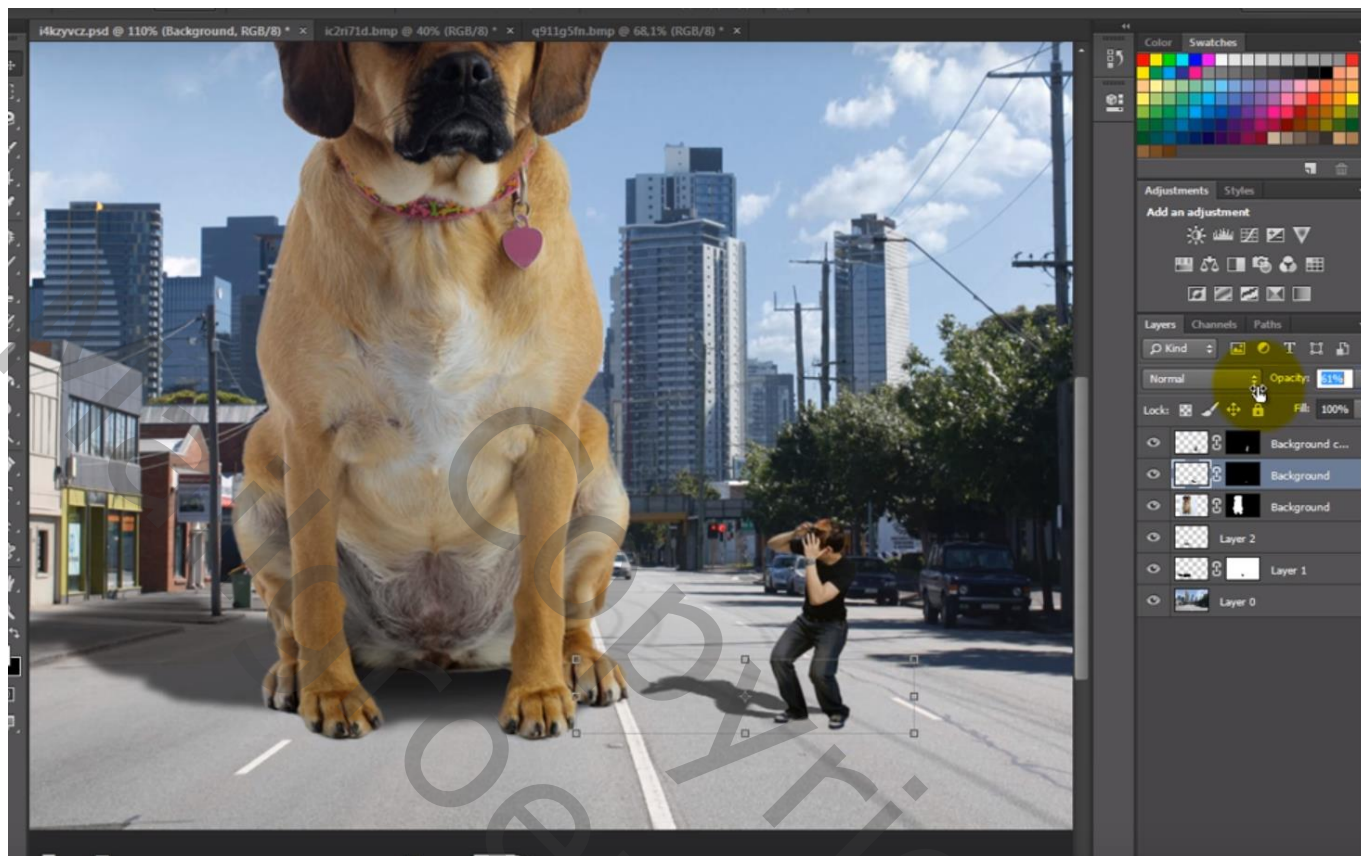 i4kzyvcz.psd @ 110% (Background, RGB/8) * × ic2ri71d.bmp @ 40% (RGB/8) * × q911g5fn.bmp @ 68,1% (RGB/8) * ×
Color Swatches
Adjustments Styles
Add an adjustment
Layers Channels Paths
Kind
Normal Opacity: 61%
Lock: Fill: 100%
Background c...
Background
Background
Layer 2
Layer 1
Layer 0
Copyri